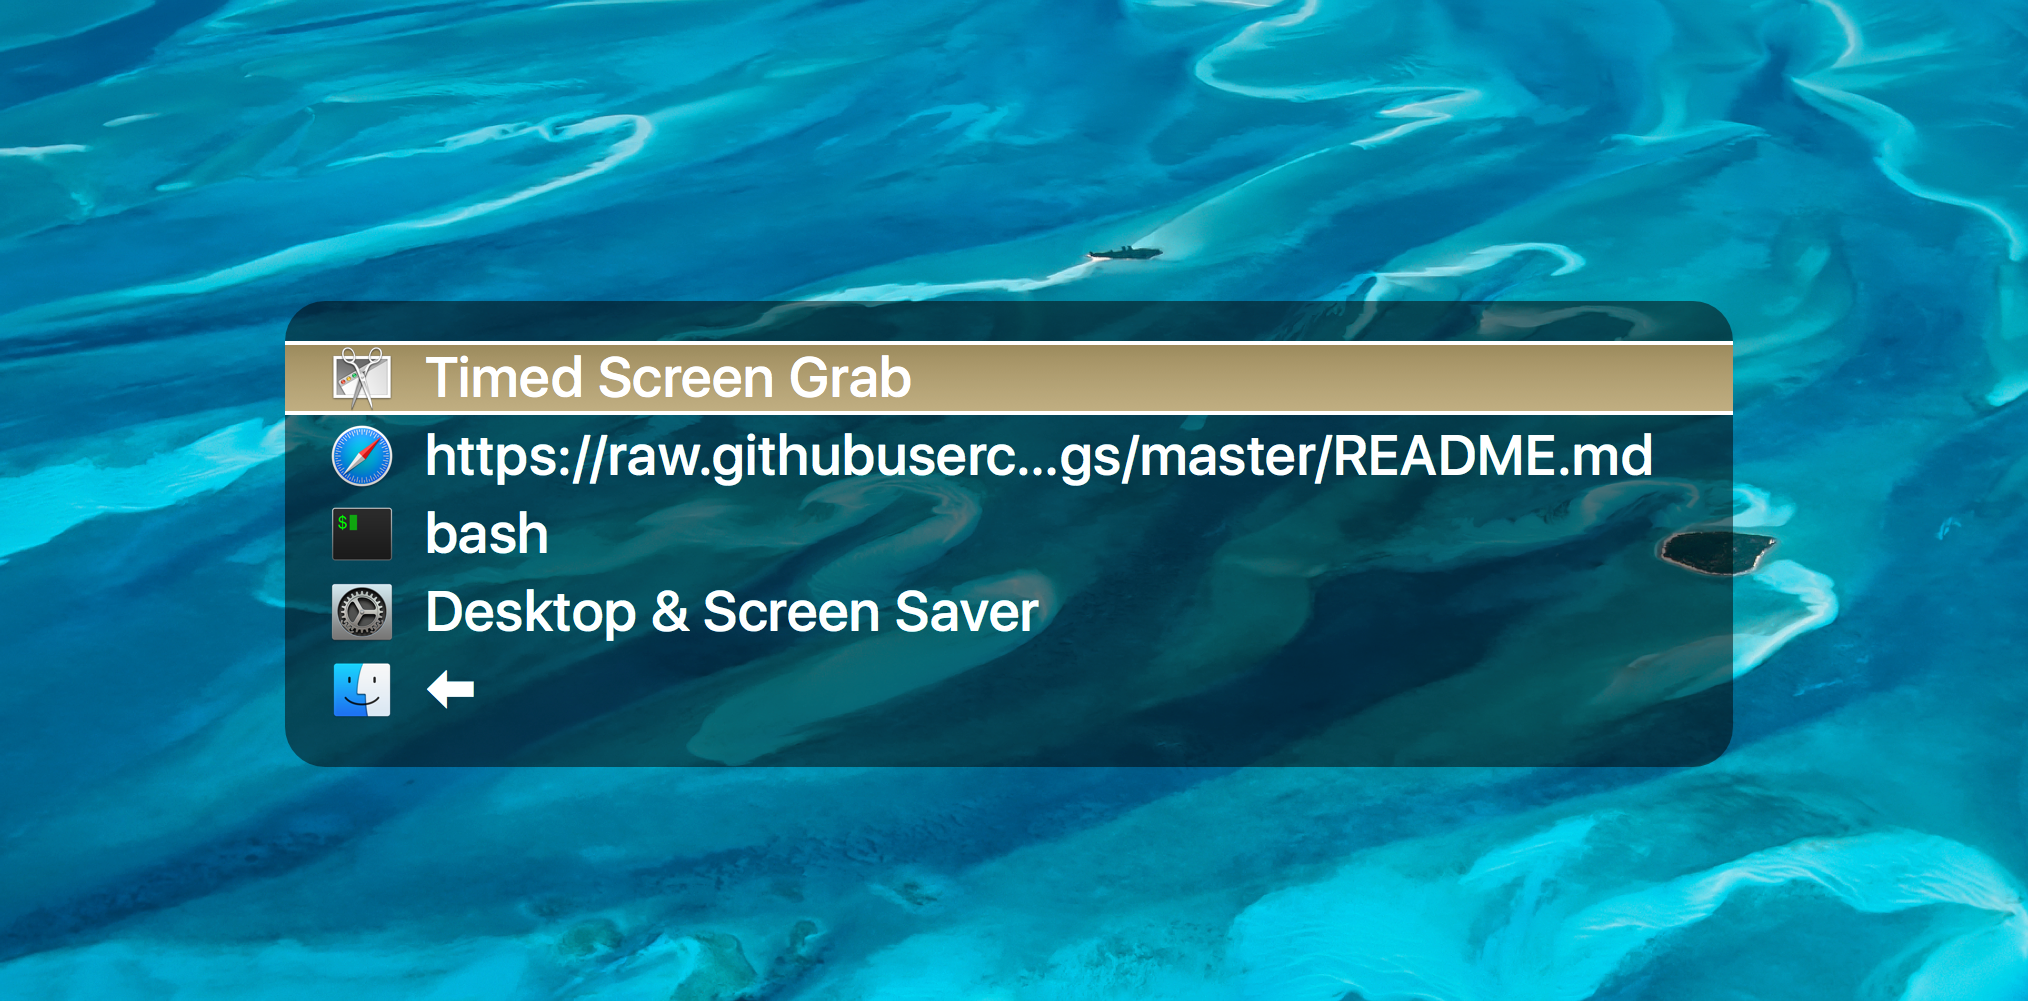 Timed Screen Grab
https://raw.githubuserc...gs/master/README.md
$
bash
Desktop & Screen Saver
⬅